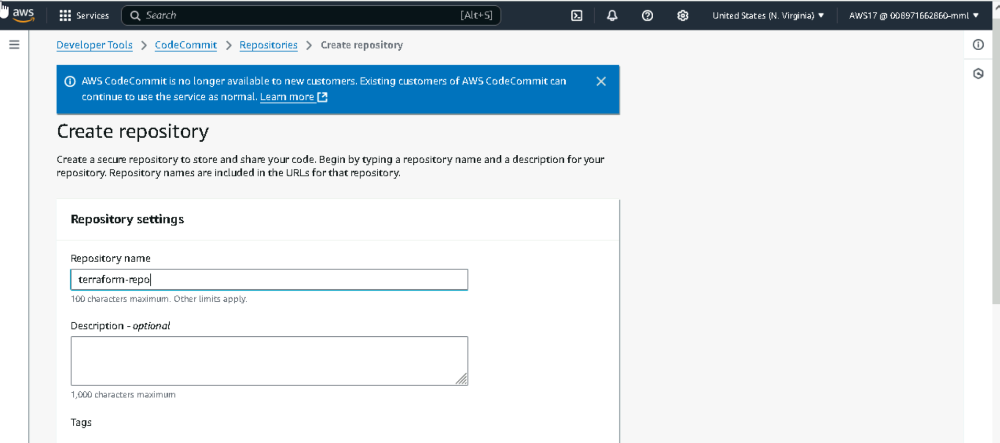 aws
Services
Search
[Alt+S]
United States (N. Virginia)
AWS17 @ 008971662860-mml
Developer Tools
CodeCommit
Repositories
Create repository
AWS CodeCommit is no longer available to new customers. Existing customers of AWS CodeCommit can
continue to use the service as normal. Learn more
Create repository
Create a secure repository to store and share your code. Begin by typing a repository name and a description for your
repository. Repository names are included in the URLs for that repository.
Repository settings
Repository name
terraform-repo
100 characters maximum. Other limits apply.
Description - optional
1,000 characters maximum
Tags